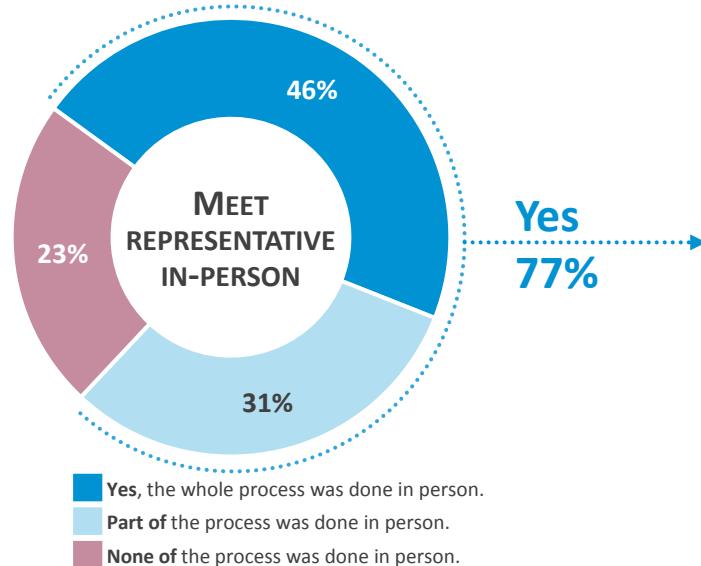 46%
MEET
REPRESENTATIVE
IN-PERSON
23%
31%
Yes
77%
Yes, the whole process was done in person.
Part of the process was done in person.
None of the process was done in person.